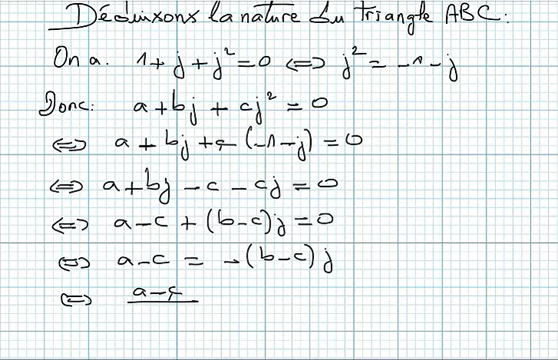 Déduisons la nature du triangle ABC:
On a. 1 + j + j² = 0 ⟺ j² = -1 - j
Donc: a + bj + cj² = 0
⟺ a + bj + c (-1 - j) = 0
⟺ a + bj - c - cj = 0
⟺ a - c + (b - c) j = 0
⟺ a - c = - (b - c) j
⟺ a - c